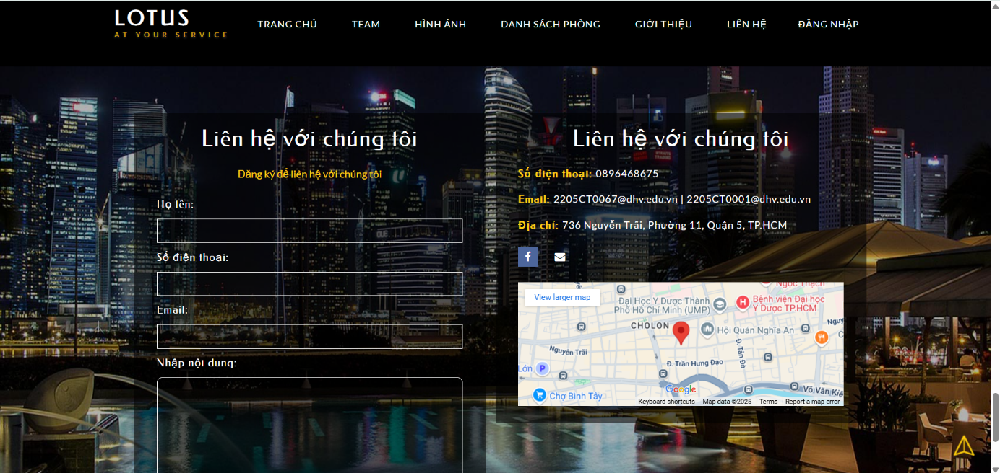 LOTUS
AT YOUR SERVICE
TRANG CHỦ
TEAM
HÌNH ẢNH
DANH SÁCH PHÒNG
GIỚI THIỆU
LIÊN HỆ
ĐĂNG NHẬP
Liên hệ với chúng tôi
Đăng ký để liên hệ với chúng tôi
Họ tên:
Số điện thoại:
Email:
Nhập nội dung:
Liên hệ với chúng tôi
Số điện thoại: 0896468675
Email: 2205CT0067@dhv.edu.vn | 2205CT0001@dhv.edu.vn
Địa chỉ: 736 Nguyễn Trãi, Phường 11, Quận 5, TP.HCM
View larger map
Ngọc Thạch
Đại Học Y Dược Thành
Phố Hồ Chí Minh (UMP)
Bệnh viện Đại học
Y Dược TP.HCM
CHOLON
Hội Quán Nghĩa An
Nguyễn Trãi
Đ. Tản Đà
Đ. Trần Hưng Đạo
Lớn
Chợ Bình Tây
Google
Võ Văn Kiệ
Keyboard shortcuts
Map data ©2025
Terms
Report a map error